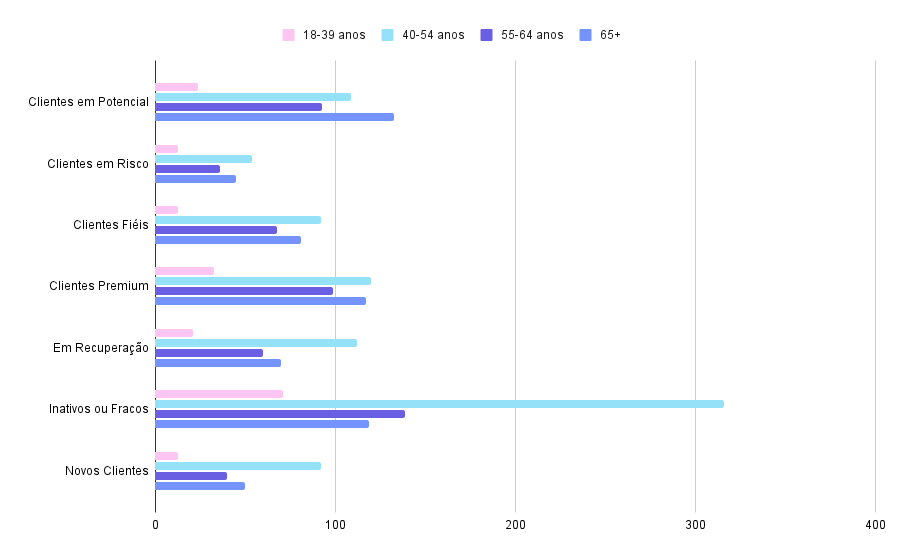 18-39 anos 40-54 anos 55-64 anos 65+
Clientes em Potencial
Clientes em Risco
Clientes Fiéis
Clientes Premium
Em Recuperação
Inativos ou Fracos
Novos Clientes
0 100 200 300 400